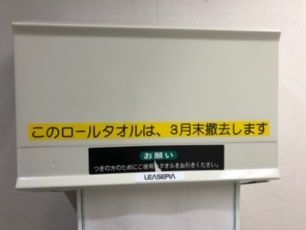 このロールタオルは、3月末撤去します
お願い
つぎの方のためにご使用後タオルをお引きください。
LEASEPIA